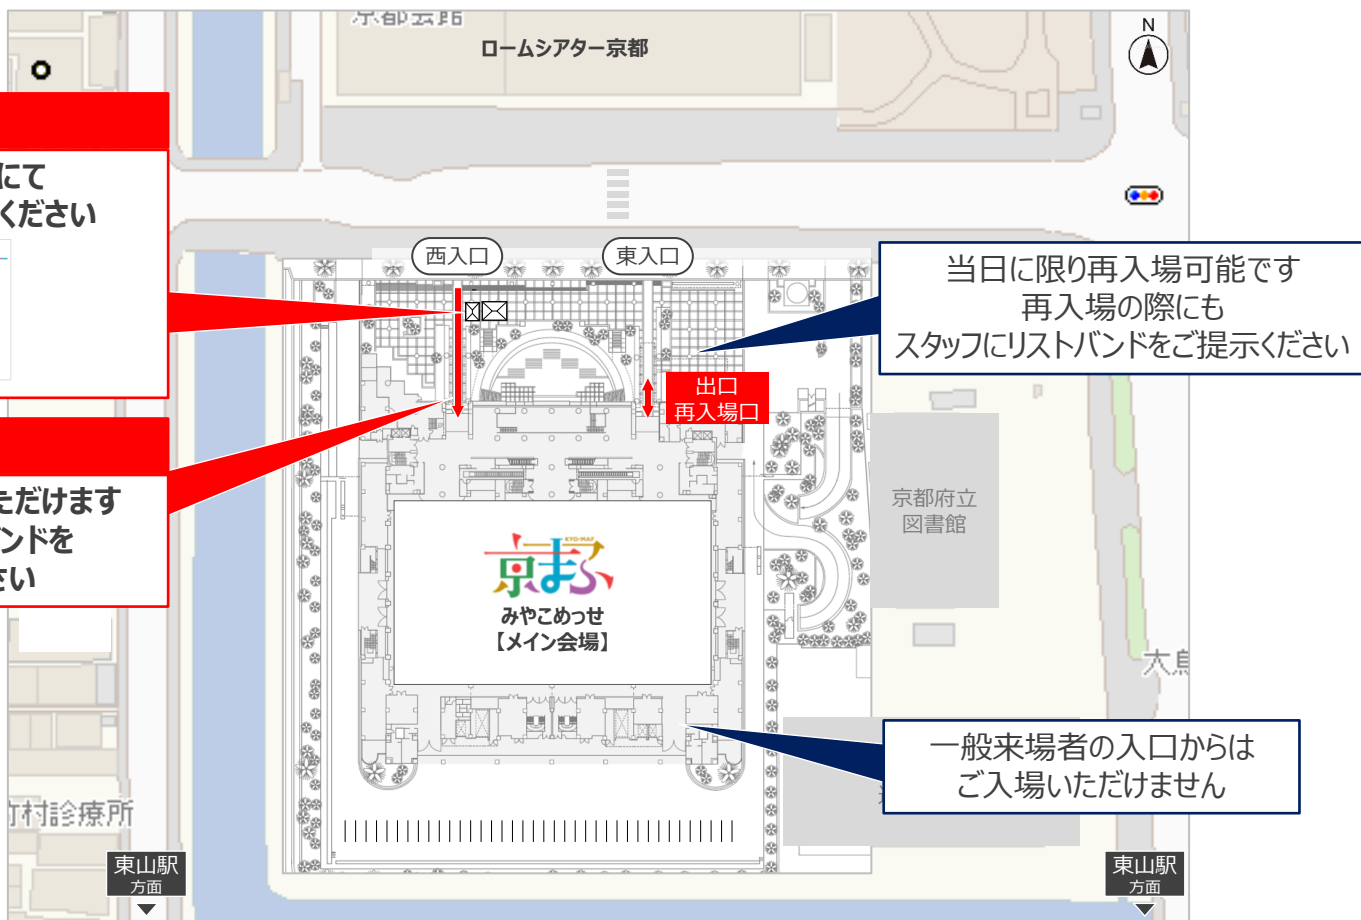 ロームシアター京都
N
にて
ください
西入口
東入口
当日に限り再入場可能です
再入場の際にも
スタッフにリストバンドをご提示ください
出口
再入場口
ただけます
ンドを
さい
京都府立
図書館
KYO-MAF
京まふ
みやこめっせ
【メイン会場】
一般来場者の入口からは
ご入場いただけません
村診療所
東山駅
方面
東山駅
方面